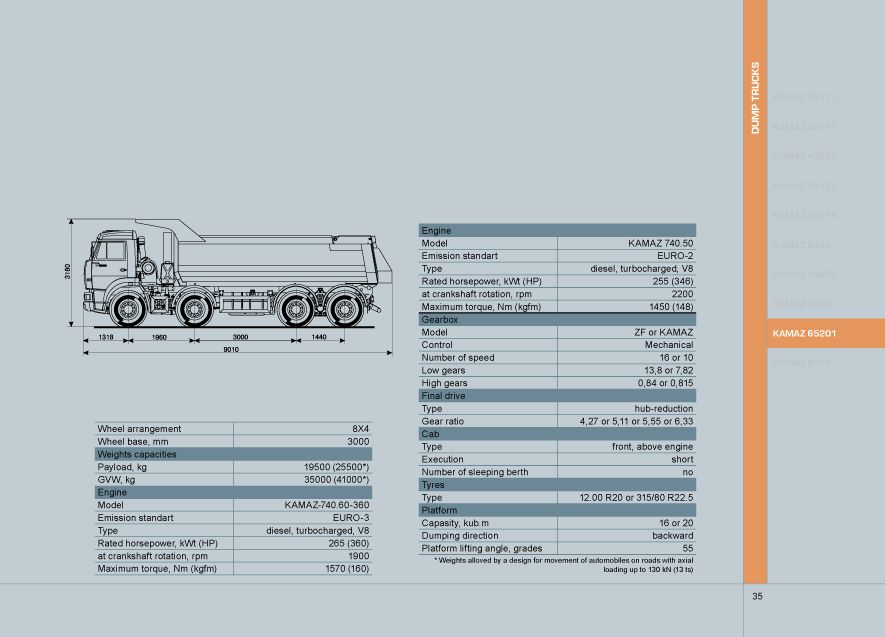 DUMP TRUCKS
KAMAZ 55111
KAMAZ 65111
KAMAZ 65115
KAMAZ 6540
KAMAZ 6520
KAMAZ 65201
KAMAZ 6522
3180
1318 1960 3000 1440
9010
Wheel arrangement 8X4
Wheel base, mm 3000
Weights capacities
Payload, kg 19500 (25500*)
GVW, kg 35000 (41000*)
Engine
Model KAMAZ-740.60-360
Emission standart EURO-3
Type diesel, turbocharged, V8
Rated horsepower, kWt (HP) 265 (360)
at crankshaft rotation, rpm 1900
Maximum torque, Nm (kgfm) 1570 (160)
Engine
Model KAMAZ 740.50
Emission standart EURO-2
Type diesel, turbocharged, V8
Rated horsepower, kWt (HP) 255 (346)
at crankshaft rotation, rpm 2200
Maximum torque, Nm (kgfm) 1450 (148)
Gearbox
Model ZF or KAMAZ
Control Mechanical
Number of speed 16 or 10
Low gears 13,8 or 7,82
High gears 0,84 or 0,815
Final drive
Type hub-reduction
Gear ratio 4,27 or 5,11 or 5,55 or 6,33
Cab
Type front, above engine
Execution short
Number of sleeping berth no
Tyres
Type 12.00 R20 or 315/80 R22.5
Platform
Capasity, kub.m 16 or 20
Dumping direction backward
Platform lifting angle, grades 55
* Weights alloved by a design for movement of automobiles on roads with axial
loading up to 130 kN (13 ts)
35